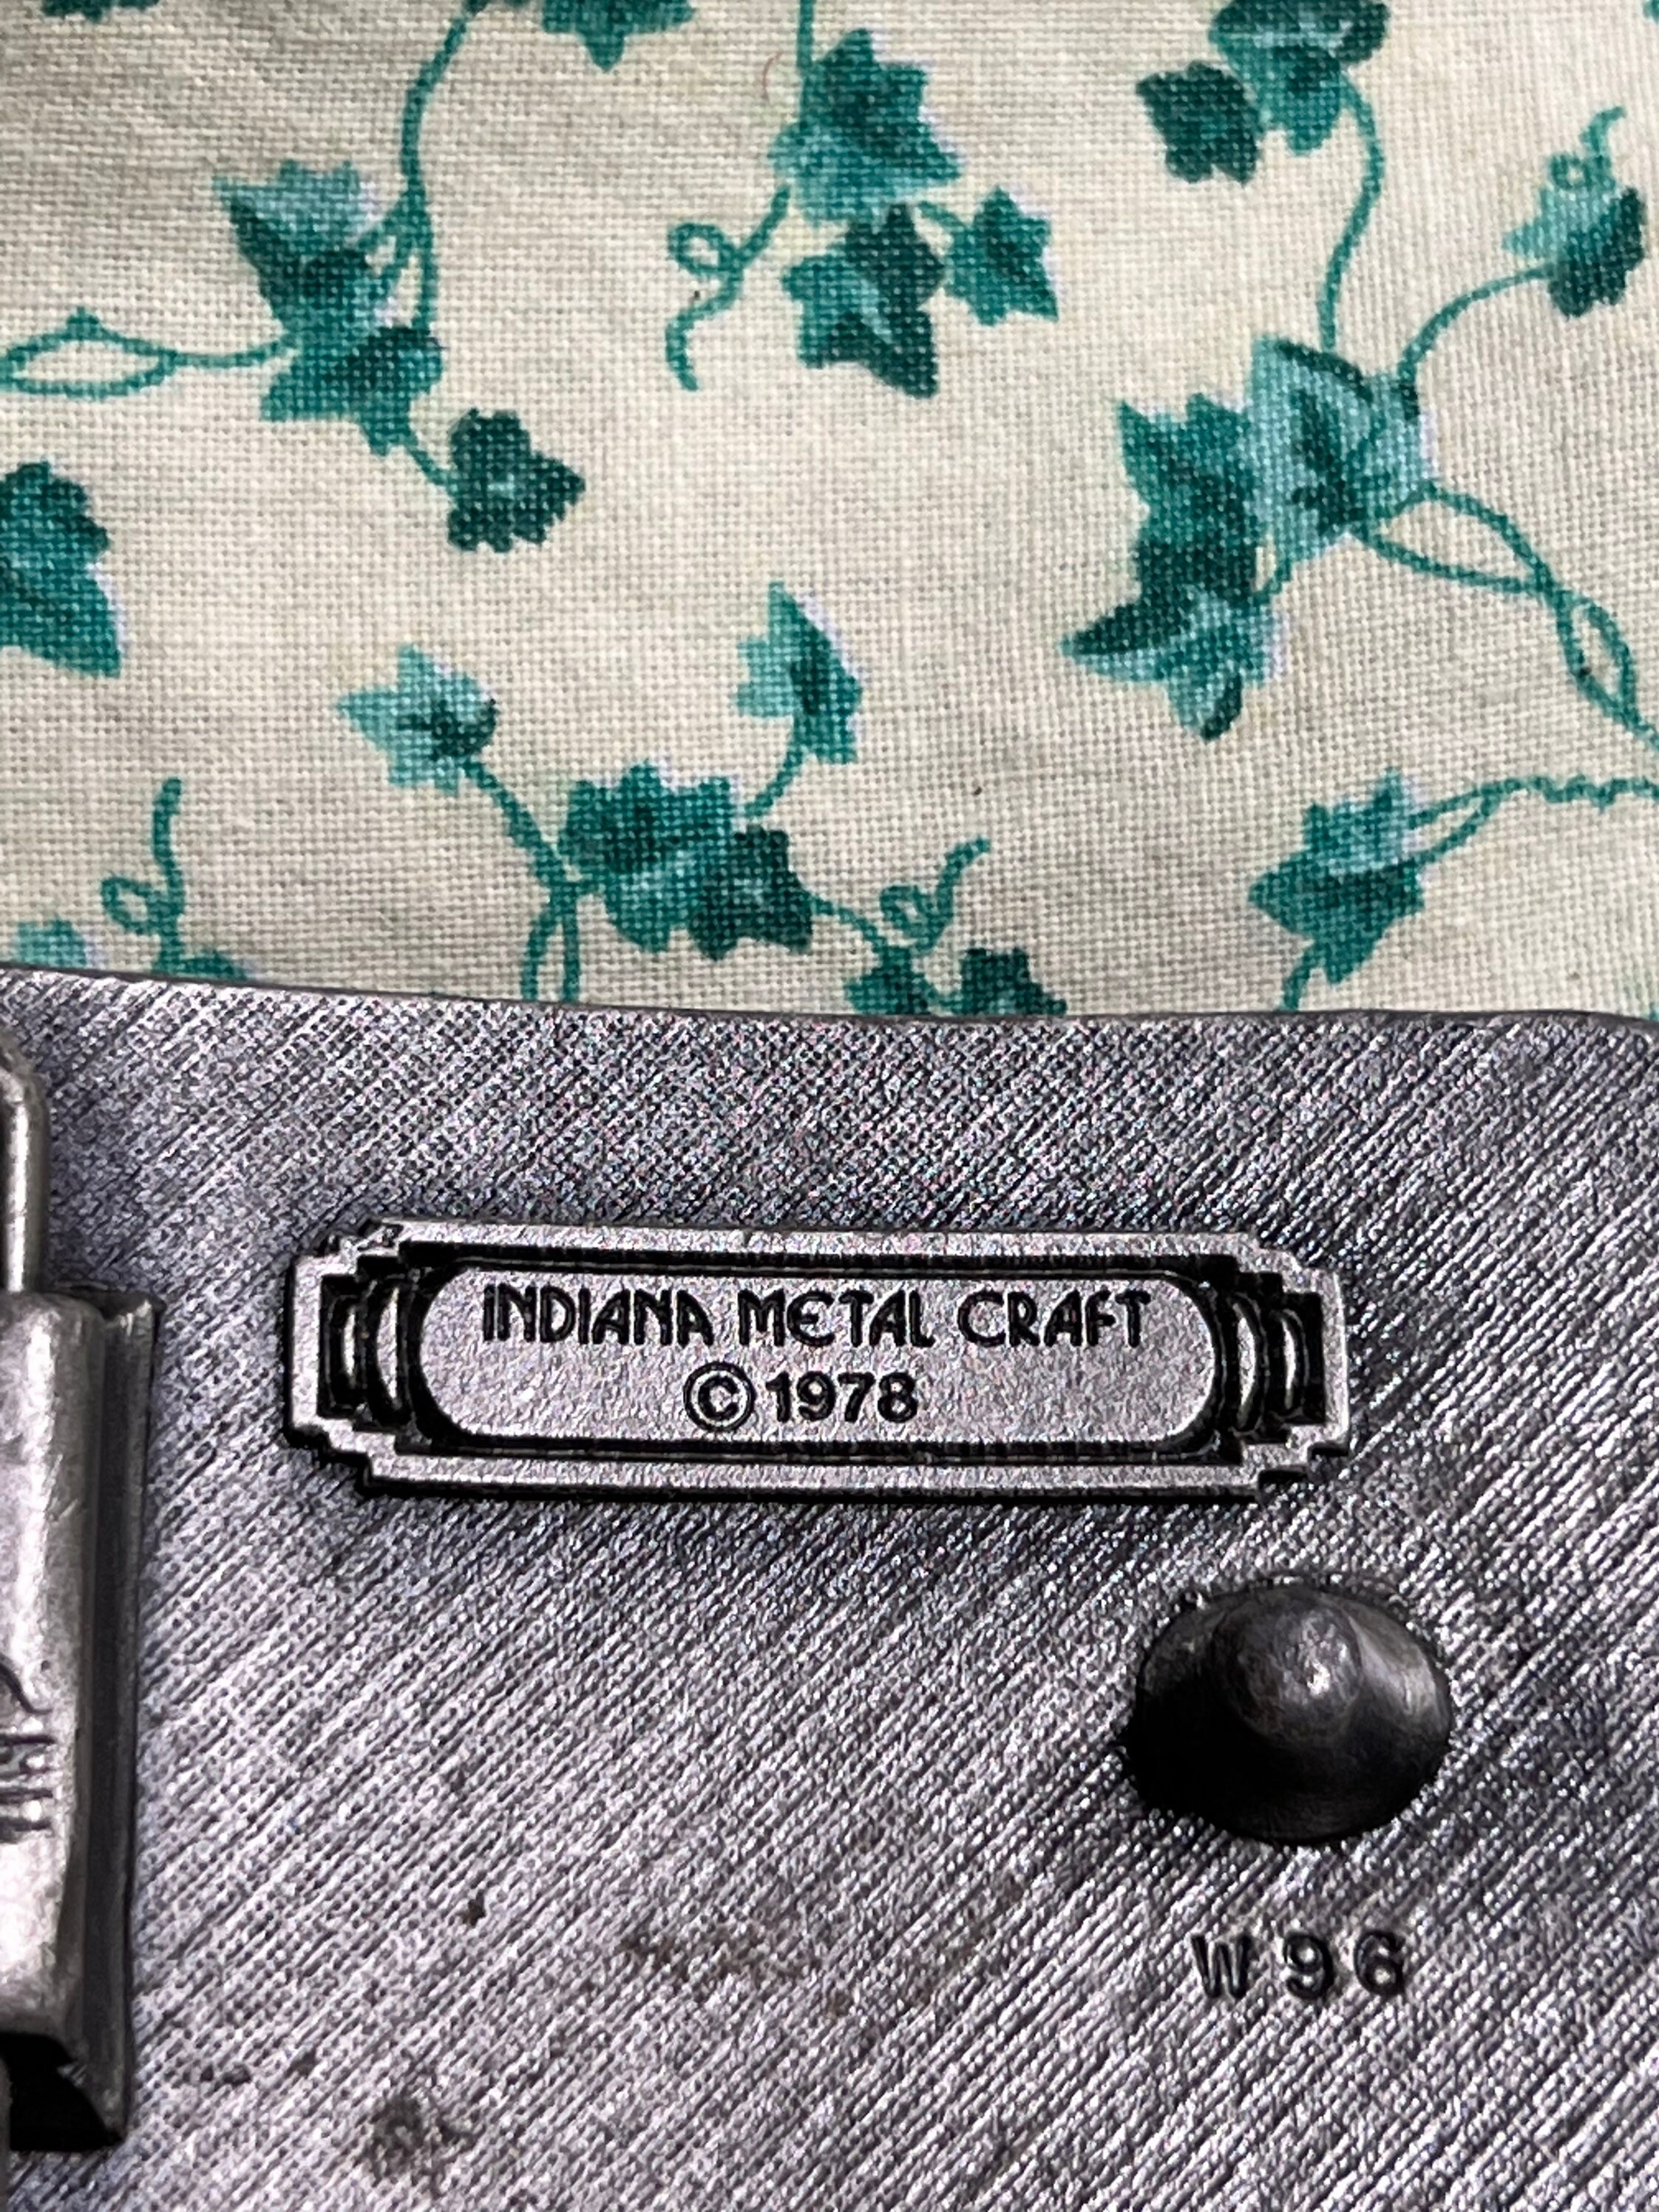 INDIANA METAL CRAFT
©1978
W96